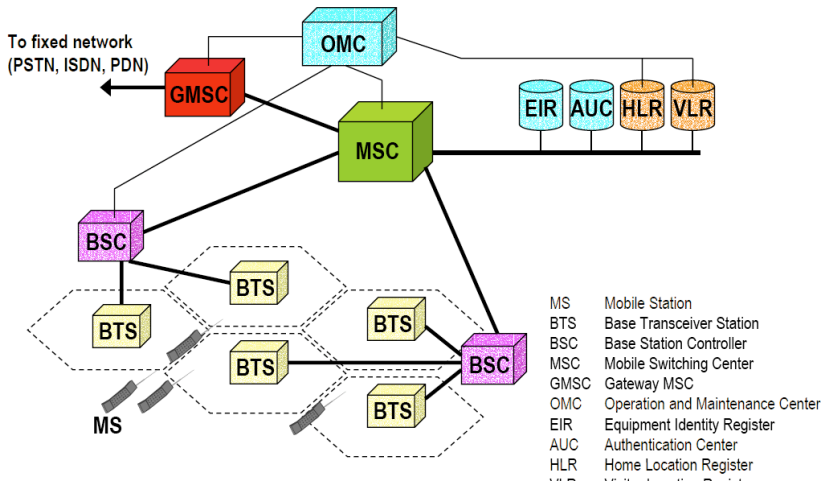 To fixed network
(PSTN, ISDN, PDN)
OMC
GMSC
EIR
AUC
HLR
VLR
MSC
BSC
BTS
BTS
BTS
BTS
BSC
BTS
MS
MS Mobile Station
BTS Base Transceiver Station
BSC Base Station Controller
MSC Mobile Switching Center
GMSC Gateway MSC
OMC Operation and Maintenance Center
EIR Equipment Identity Register
AUC Authentication Center
HLR Home Location Register